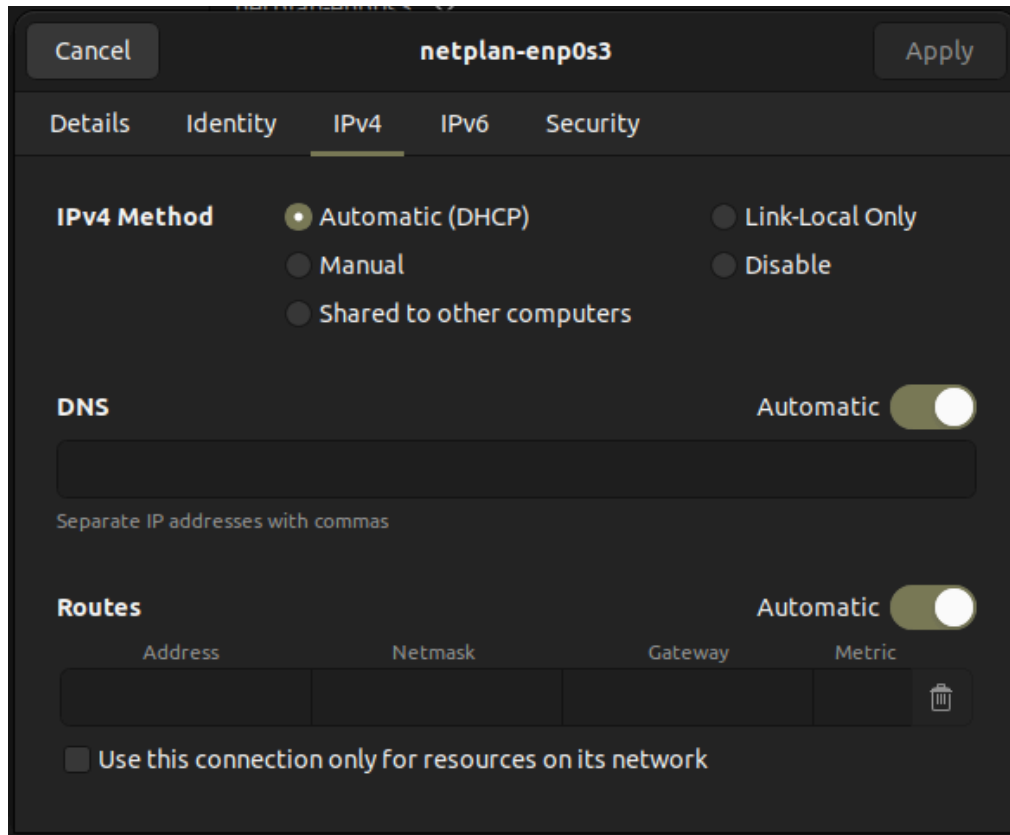 Cancel netplan-enp0s3 Apply
Details Identity IPv4 IPv6 Security
IPv4 Method Automatic (DHCP) Link-Local Only
Manual Disable
Shared to other computers
DNS Automatic
Separate IP addresses with commas
Routes Automatic
Address Netmask Gateway Metric
Use this connection only for resources on its network